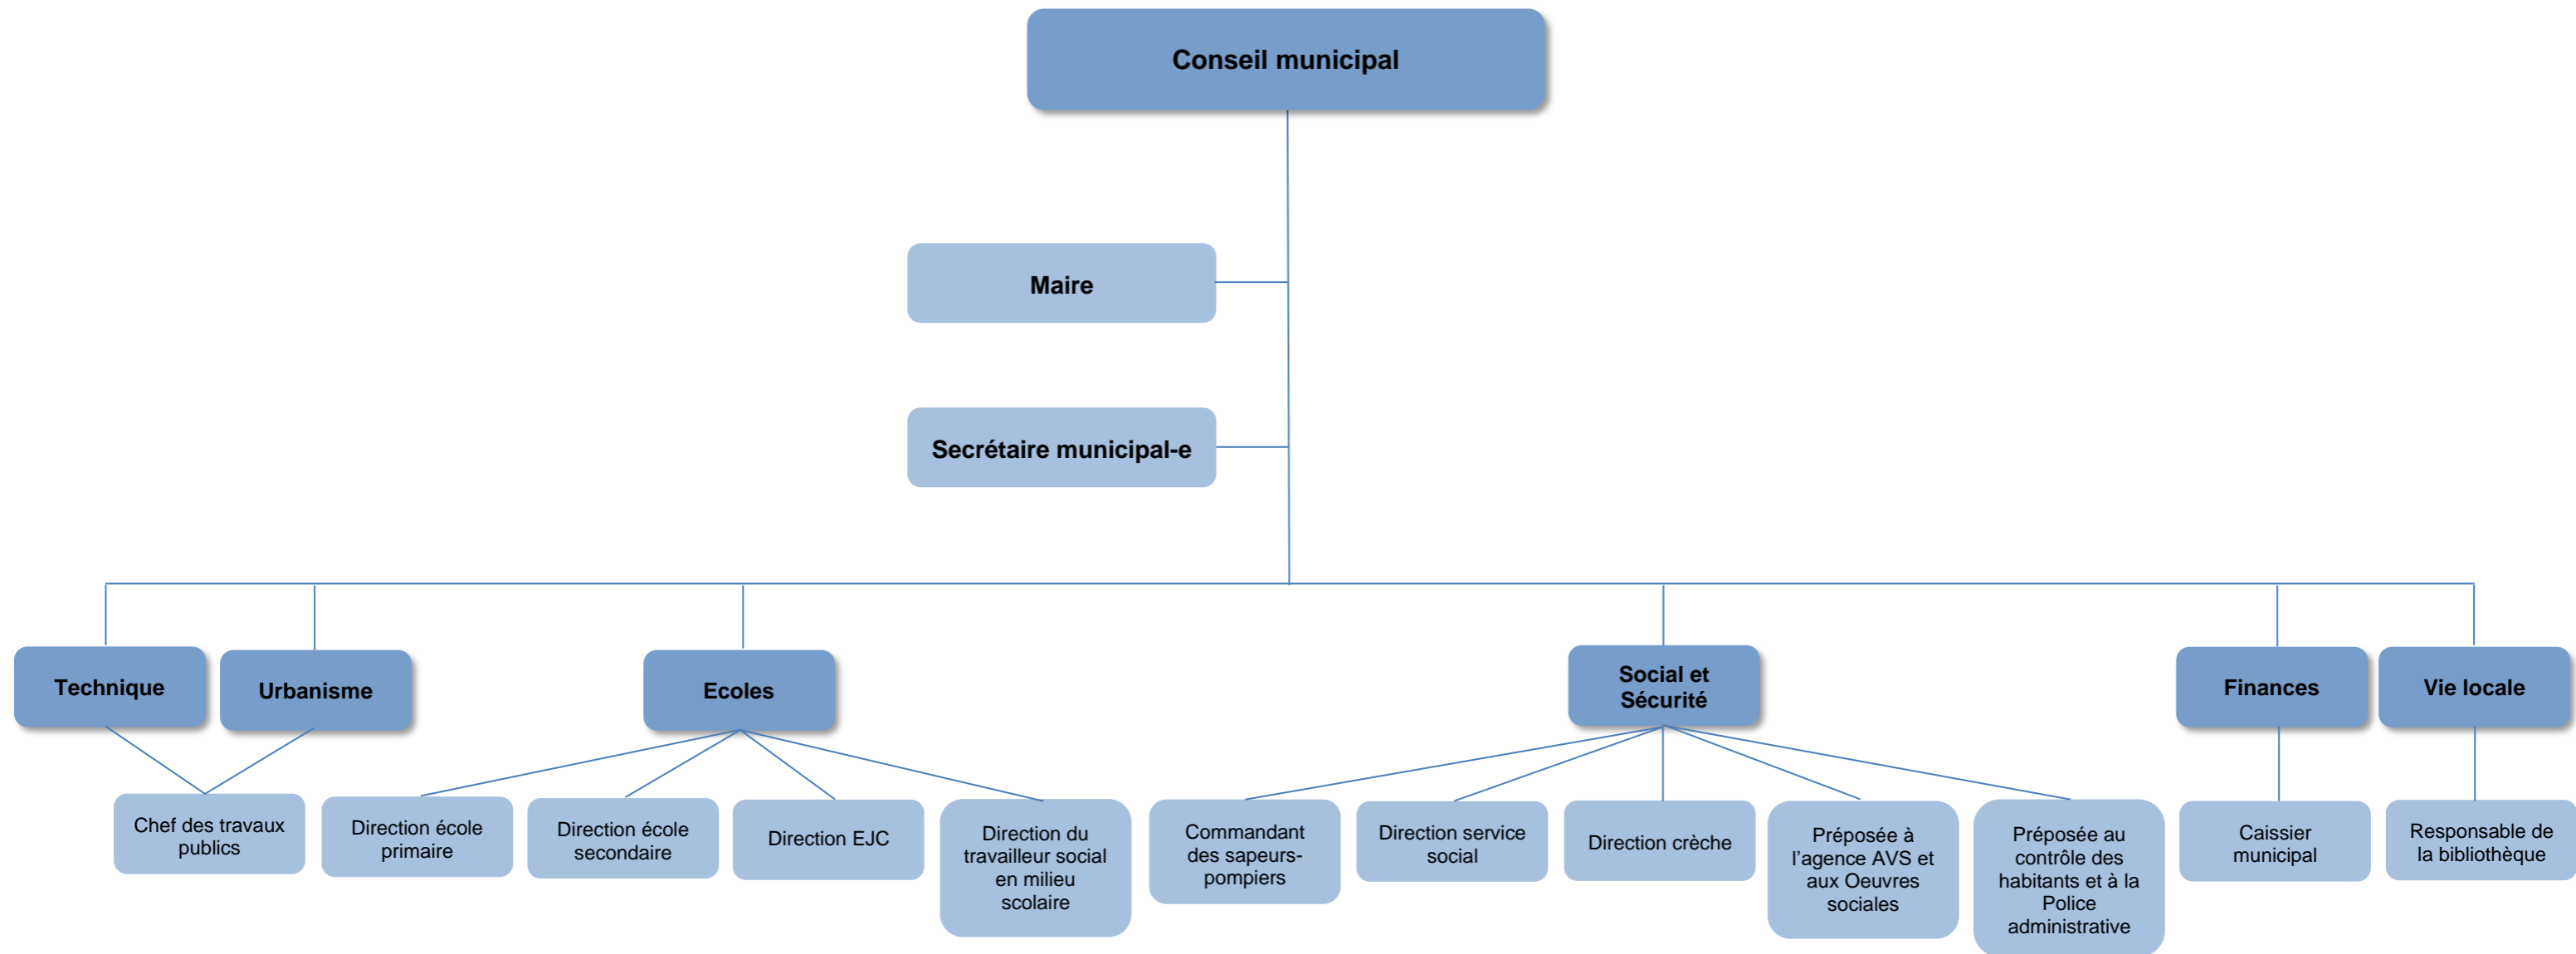 Conseil municipal
Maire
Secrétaire municipal-e
Technique
Urbanisme
Ecoles
Social et
Sécurité
Finances
Vie locale
Chef des travaux
publics
Direction école
primaire
Direction école
secondaire
Direction EJC
Direction du
travailleur social
en milieu
scolaire
Commandant
des sapeurs-
pompiers
Direction service
social
Direction crèche
Préposée à
l'agence AVS et
aux Oeuvres
sociales
Préposée au
contrôle des
habitants et à la
Police
administrative
Caissier
municipal
Responsable de
la bibliothèque